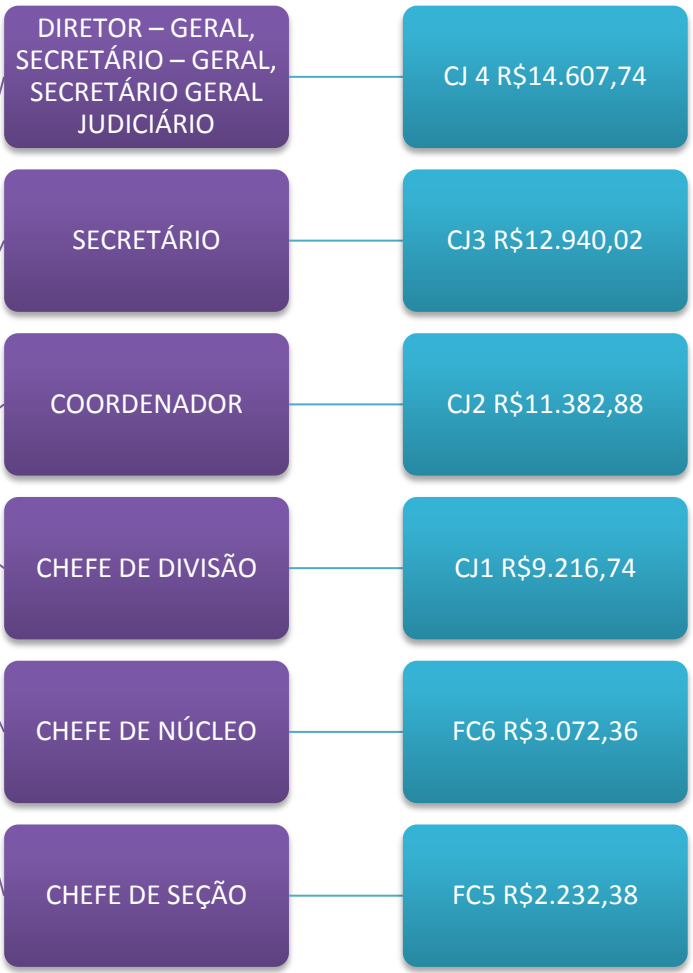 DIRETOR – GERAL,
SECRETÁRIO – GERAL,
SECRETÁRIO GERAL
JUDICIÁRIO
CJ 4 R$14.607,74
SECRETÁRIO
CJ3 R$12.940,02
COORDENADOR
CJ2 R$11.382,88
CHEFE DE DIVISÃO
CJ1 R$9.216,74
CHEFE DE NÚCLEO
FC6 R$3.072,36
CHEFE DE SEÇÃO
FC5 R$2.232,38